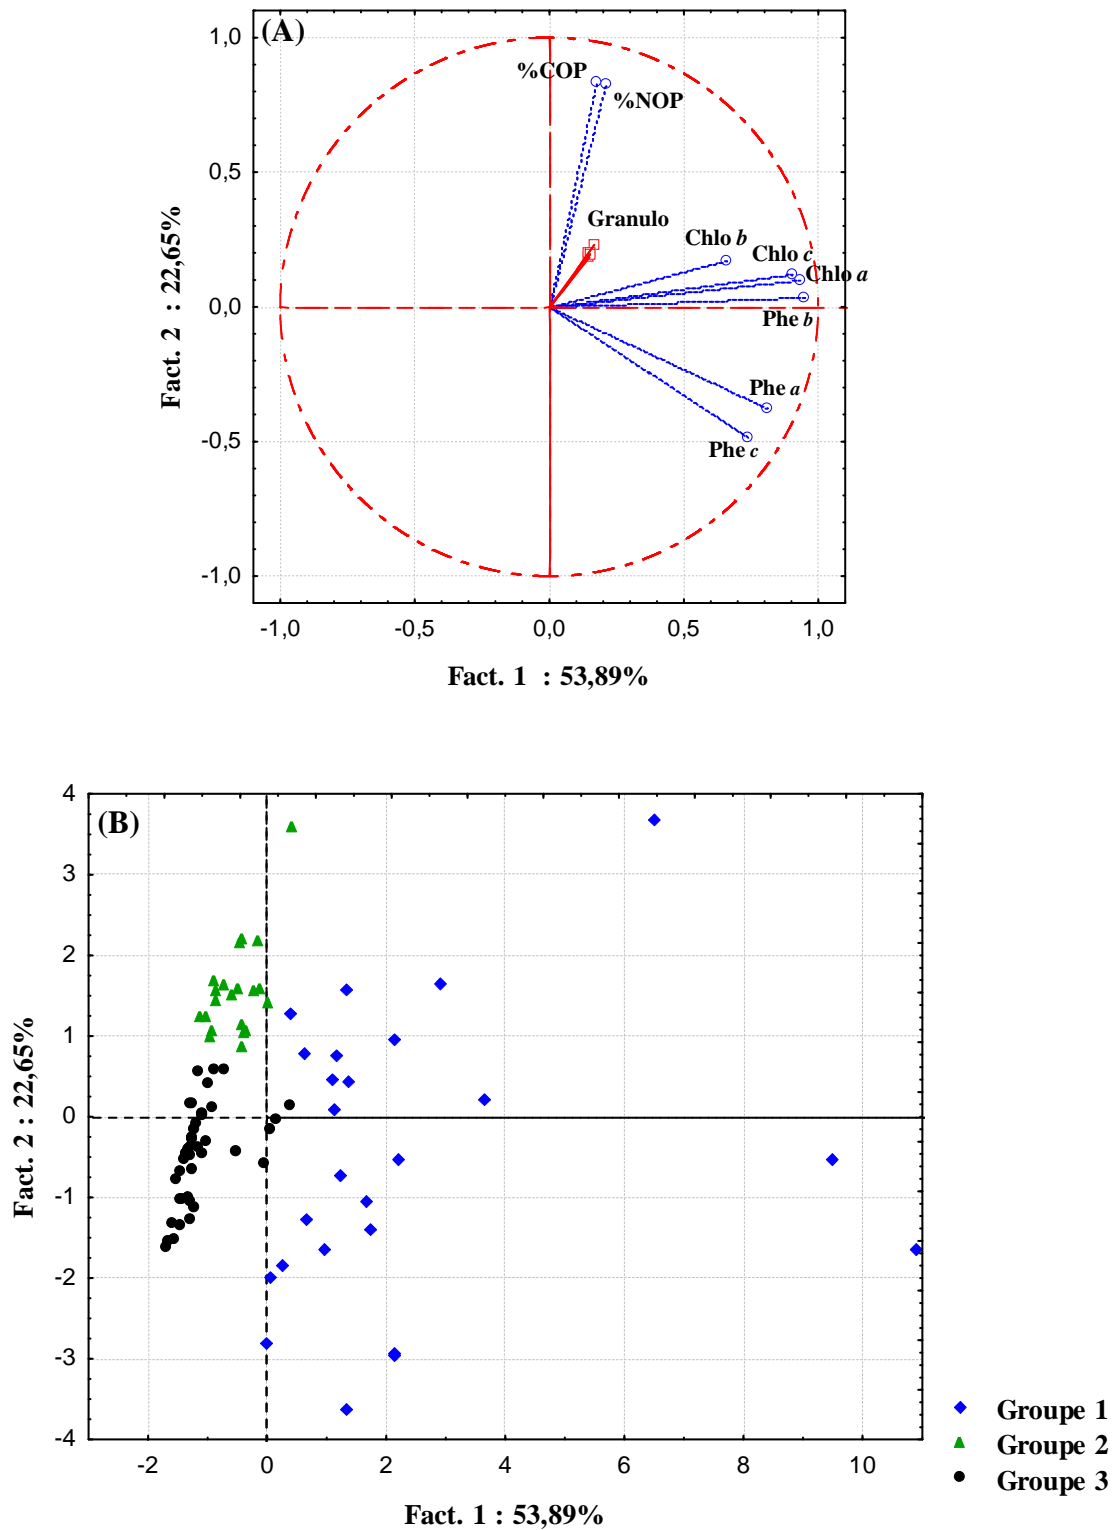 (A)
1,0
%COP
%NOP
0,5
Granulo
Chlo b
Chlo c
Chlo a
0,0
Phe b
Phe a
-0,5
Phe c
-1,0
Fact. 2 : 22,65%
-1,0 -0,5 0,0 0,5 1,0
Fact. 1 : 53,89%
(B)
4
3
2
1
0
-1
-2
-3
-4
Fact. 2 : 22,65%
-2 0 2 4 6 8 10
Fact. 1 : 53,89%
Groupe 1
Groupe 2
Groupe 3